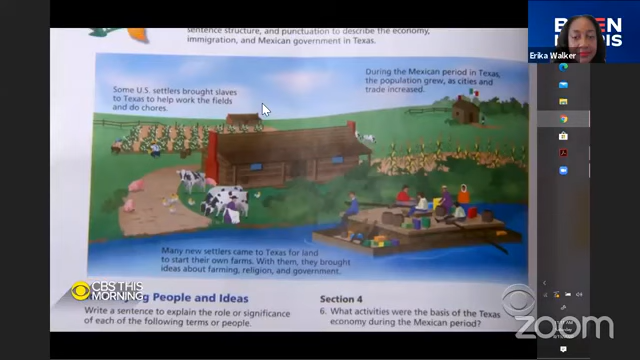 sentence structure, and punctuation to describe the economy,
immigration, and Mexican government in Texas.
Some U.S. settlers brought slaves
to Texas to help work the fields
and do chores.
During the Mexican period in Texas,
the population grew, as cities and
trade increased.
Many new settlers came to Texas for land
to start their own farms. With them, they brought
ideas about farming, religion, and government.
People and Ideas
Write a sentence to explain the role or significance
of each of the following terms or people.
Section 4
6. What activities were the basis of the Texas
economy during the Mexican period?
Erika Walker
CBS THIS
MORNING
zoom